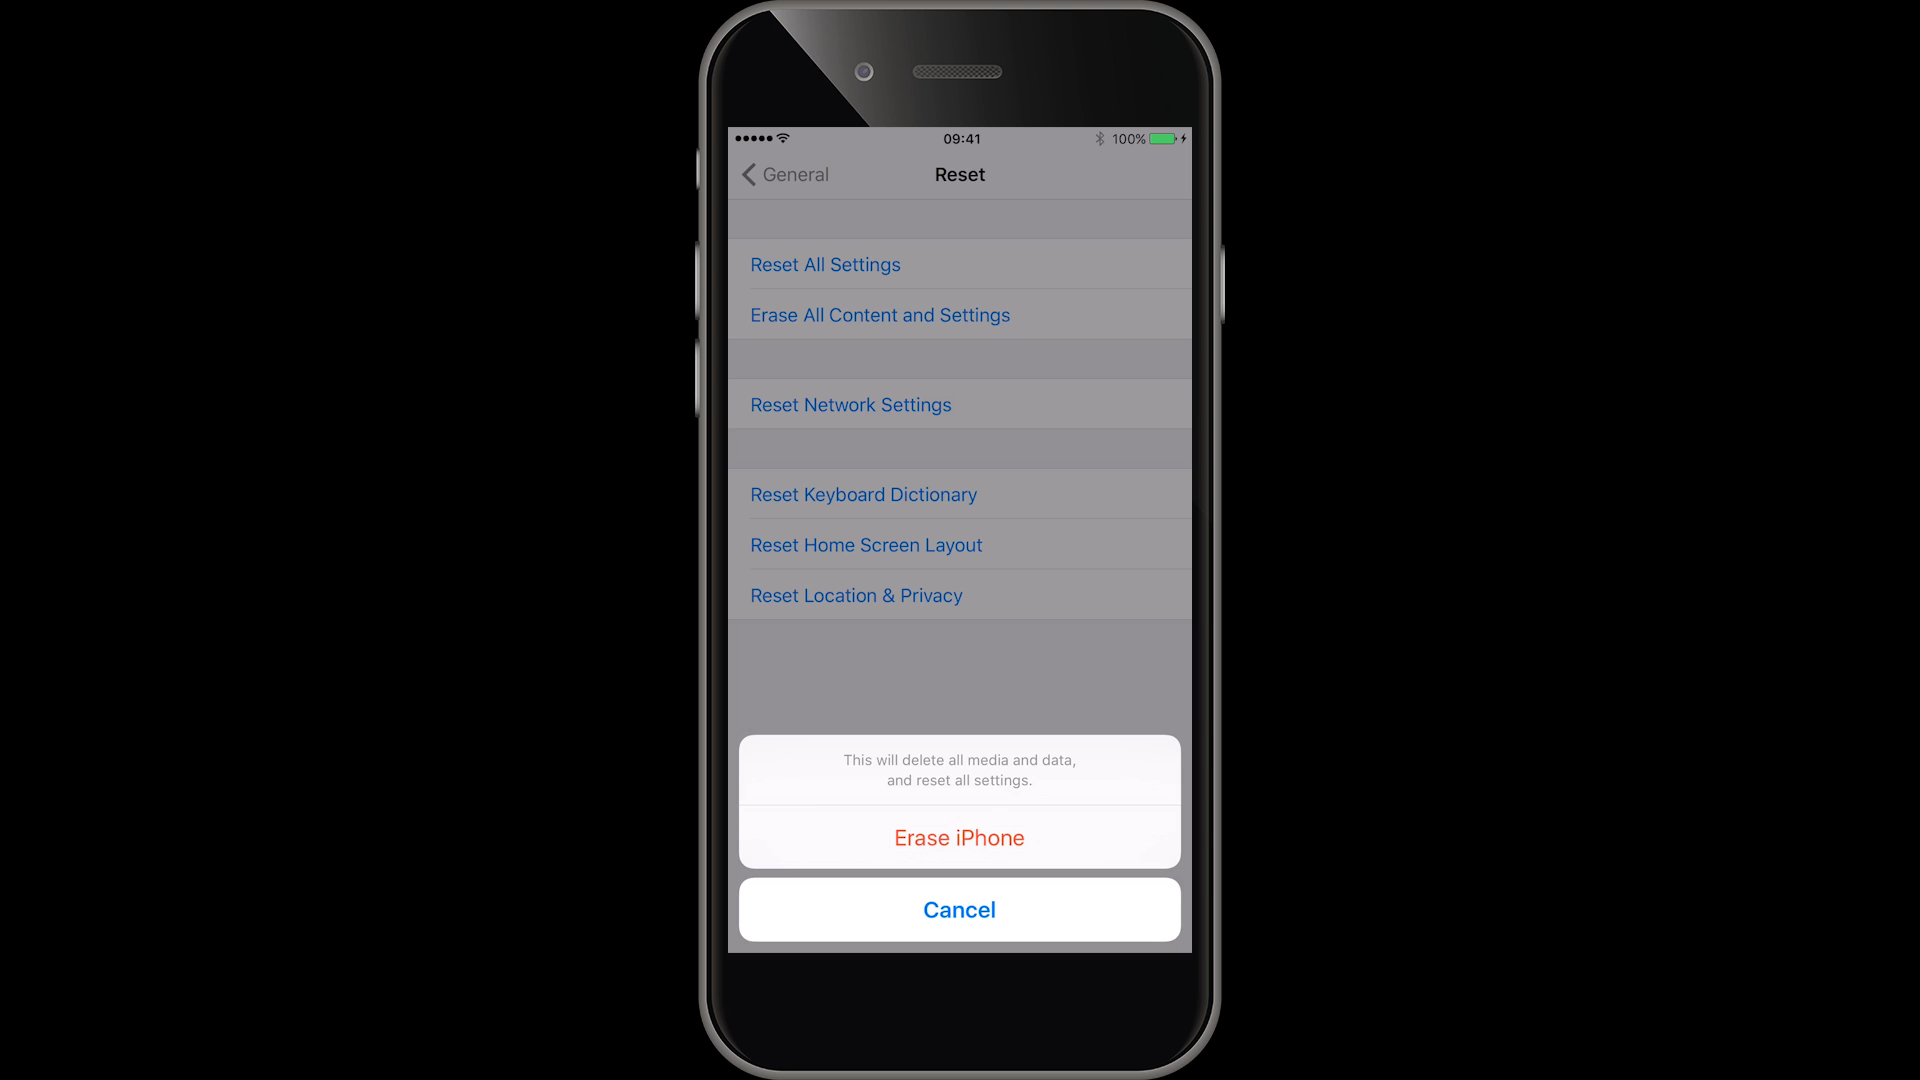 09:41
100%
General
Reset
Reset All Settings
Erase All Content and Settings
Reset Network Settings
Reset Keyboard Dictionary
Reset Home Screen Layout
Reset Location & Privacy
This will delete all media and data,
and reset all settings.
Erase iPhone
Cancel